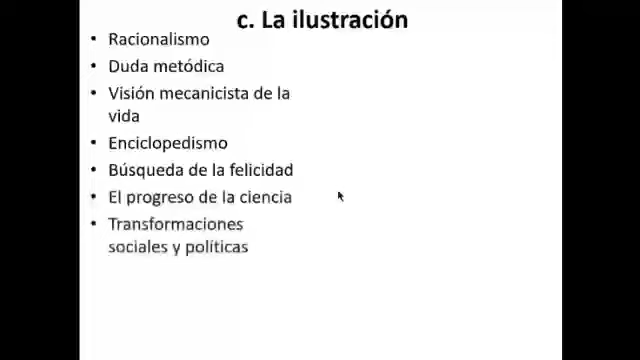 c. La ilustración
• Racionalismo
• Duda metódica
• Visión mecanicista de la
vida
• Enciclopedismo
• Búsqueda de la felicidad
• El progreso de la ciencia
• Transformaciones
sociales y políticas